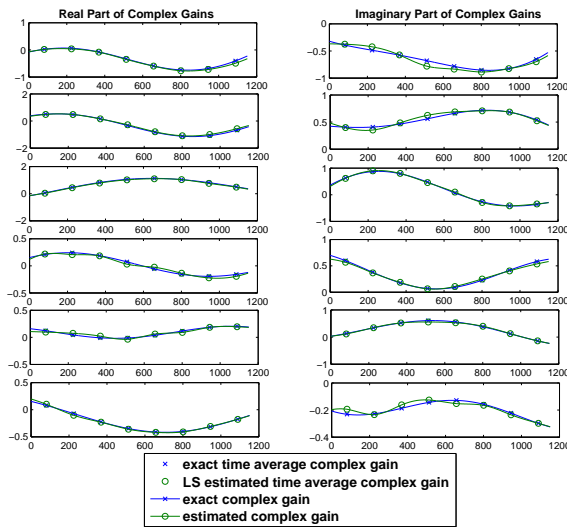 Real Part of Complex Gains
1
0
−1
0 200 400 600 800 1000 1200
2
0
−2
0 200 400 600 800 1000 1200
2
0
−2
0 200 400 600 800 1000 1200
0.5
0
−0.5
0 200 400 600 800 1000 1200
0.5
0
−0.5
0 200 400 600 800 1000 1200
0.5
0
−0.5
0 200 400 600 800 1000 1200
Imaginary Part of Complex Gains
0
−0.5
−1
0 200 400 600 800 1000 1200
1
0.5
0
0 200 400 600 800 1000 1200
1
0
−1
0 200 400 600 800 1000 1200
1
0.5
0
0 200 400 600 800 1000 1200
1
0
−1
0 200 400 600 800 1000 1200
0
−0.2
−0.4
0 200 400 600 800 1000 1200
exact time average complex gain
LS estimated time average complex gain
exact complex gain
estimated complex gain